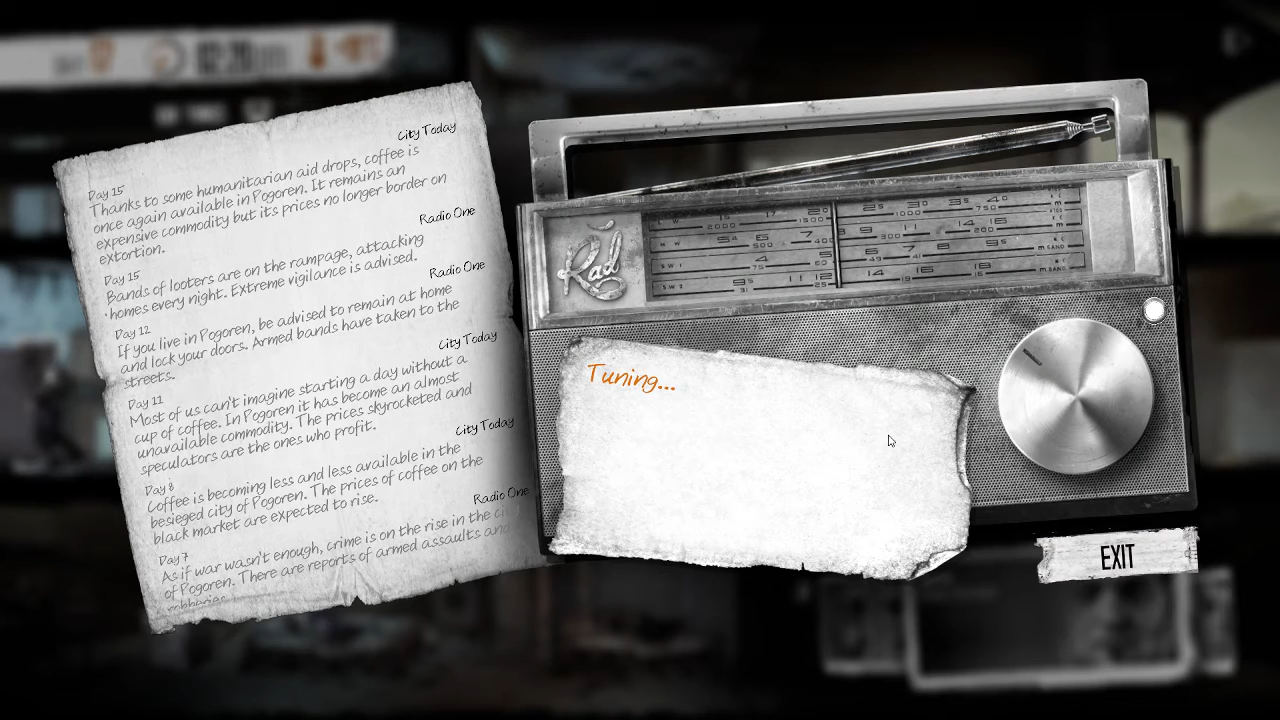 City Today
Day 15
Thanks to some humanitarian aid drops, coffee is
once again available in Pogoren. It remains an
expensive commodity but its prices no longer border on
extortion.
Radio One
Day 15
Bands of looters are on the rampage, attacking
homes every night. Extreme vigilance is advised.
Radio One
Day 12
If you live in Pogoren, be advised to remain at home
and lock your doors. Armed bands have taken to the
streets.
City Today
Day 11
Most of us can't imagine starting a day without a
cup of coffee. In Pogoren it has become an almost
unavailable commodity. The prices skyrocketed and
speculators are the ones who profit.
City Today
Day 8
Coffee is becoming less and less available in the
besieged city of Pogoren. The prices of coffee on the
black market are expected to rise.
Radio One
Day 7
As if war wasn't enough, crime is on the rise in the city
of Pogoren. There are reports of armed assaults and
Rad
Tuning...
EXIT